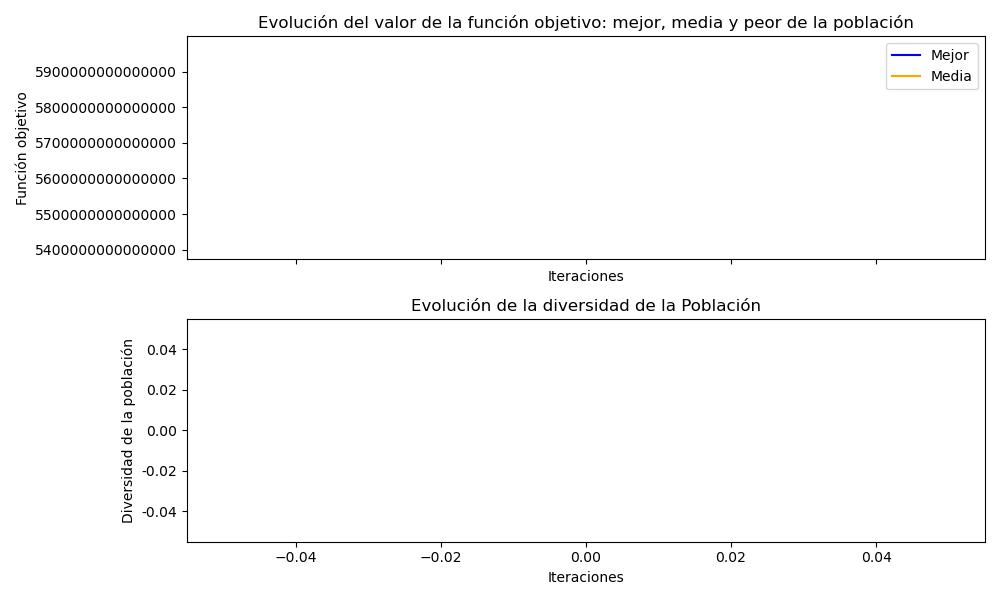 Evolución del valor de la función objetivo: mejor, media y peor de la población
Mejor
Media
Función objetivo
5900000000000000
5800000000000000
5700000000000000
5600000000000000
5500000000000000
5400000000000000
Iteraciones
Evolución de la diversidad de la Población
Diversidad de la población
0.04
0.02
0.00
-0.02
-0.04
−0.04 −0.02 0.00 0.02 0.04
Iteraciones